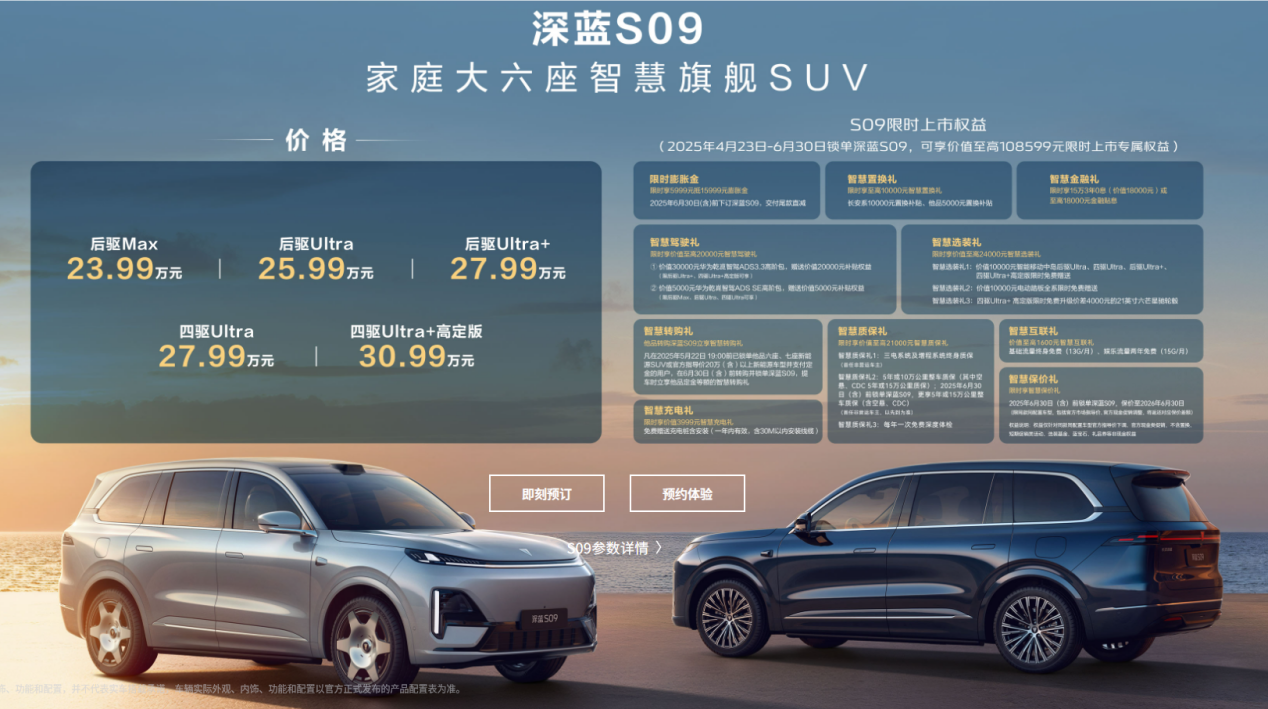 深蓝S09
家庭大六座智慧旗舰SUV
价格
后驱Max
23.99万元
后驱Ultra
25.99万元
后驱Ultra+
27.99万元
四驱Ultra
27.99万元
四驱Ultra+高定版
30.99万元
S09限时上市权益
（2025年4月23日-6月30日锁单深蓝S09，可享价值至高108599元限时上市专属权益）
限时膨胀金
限时享5999元抵15999元膨胀金
2025年6月30日(含)前下订深蓝S09，交付尾款直减
智慧置换礼
限时享至高10000元智慧置换礼
长安系10000元置换补贴，他品5000元置换补贴
智慧金融礼
限时享15万3年0息（价值18000元）或
至高18000元金融贴息
智慧驾驶礼
限时享价值至高20000元智慧驾驶礼
① 价值30000元华为乾崑智驾ADS3.3高阶包，赠送价值20000元补贴权益
② 价值5000元华为乾崑智驾ADS SE高阶包，赠送价值5000元补贴权益
智慧选装礼
限时享价值至高24000元智慧选装礼
智慧选装礼1：价值10000元智能移动中岛后驱Ultra、四驱Ultra、后驱Ultra+、
四驱Ultra+高定版限时免费赠送
智慧选装礼2：价值10000元电动踏板全系限时免费赠送
智慧选装礼3：四驱Ultra+ 高定版限时免费升级价差4000元的21英寸六芒星轴轮毂
智慧转购礼
他品转购深蓝S09立享智慧转购礼
凡在2025年5月22日 19:00前已锁单他品六座、七座新能
源SUV或官方指导价20万（含）以上新能源车型并支付定
金的用户，在6月30日（含）前转购并锁单深蓝S09，提
车时立享他品定金等额的智慧转购礼
智慧充电礼
限时享价值3999元智慧充电礼
免费赠送充电桩含安装（一年内有效，含30M以内安装线缆）
智慧质保礼
限时享价值至高21000元智慧质保礼
智慧质保礼1：三电系统及增程系统终身质保
智慧质保礼2：5年或10万公里整车质保（其中空
悬、CDC 5年或15万公里质保）；2025年6月30
日（含）前锁单深蓝S09，更享5年或15万公里整
车质保（含空悬、CDC）
智慧质保礼3：每年一次免费深度体检
智慧互联礼
价值至高1600元智慧互联礼
基础流量终身免费（13G/月）、娱乐流量两年免费（15G/月）
智慧保价礼
限时享智慧保价礼
2025年6月30日（含）前锁单深蓝S09，保价至2026年6月30日
即刻预订
预约体验
S09参数详情 〉
深蓝S09
、功能和配置，并不代表实车
车辆实际外观、内饰、功能和配置以官方正式发布的产品配置表为准。